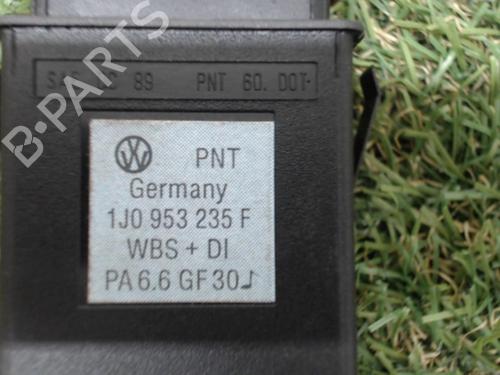 B-PARTS
89 PNT 60. DOT-
PNT
Germany
1J0 953 235 F
WBS + DI
PA 6.6 GF 30